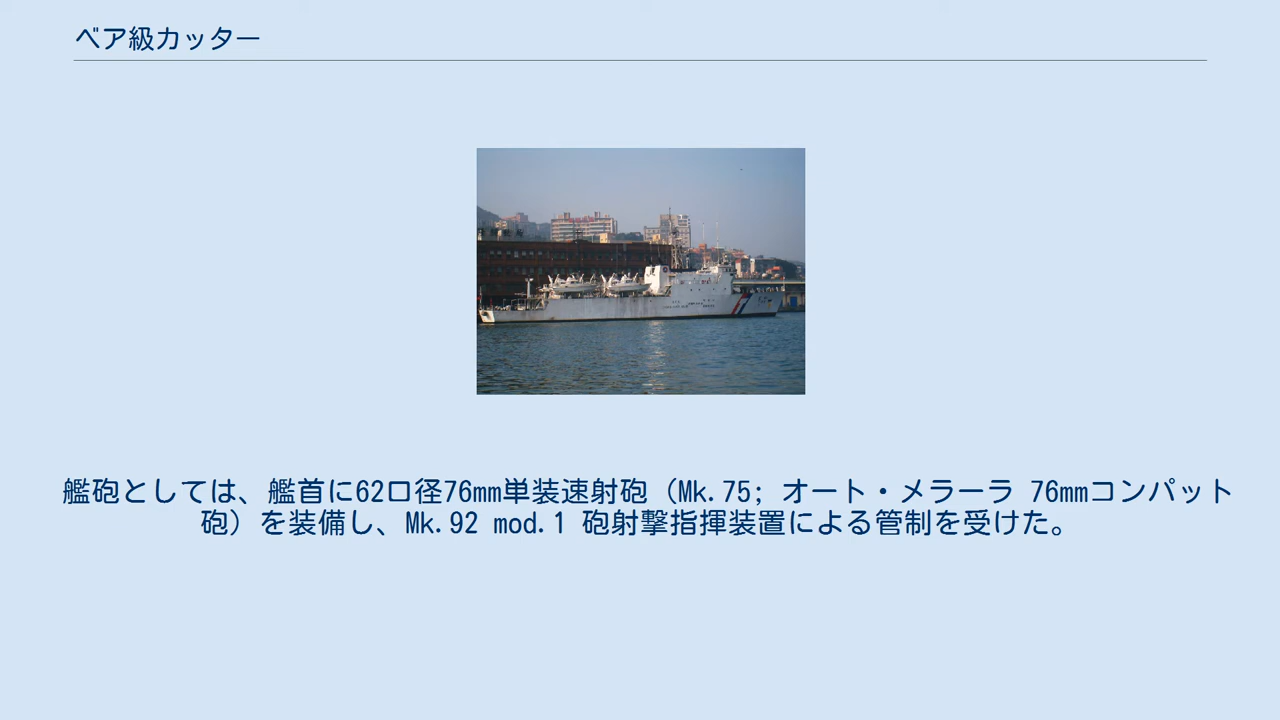 ベア級カッター
艦砲としては、艦首に62口径76mm単装速射砲（Mk.75; オート・メラーラ 76mmコンパット
砲）を装備し、Mk.92 mod.1 砲射撃指揮装置による管制を受けた。